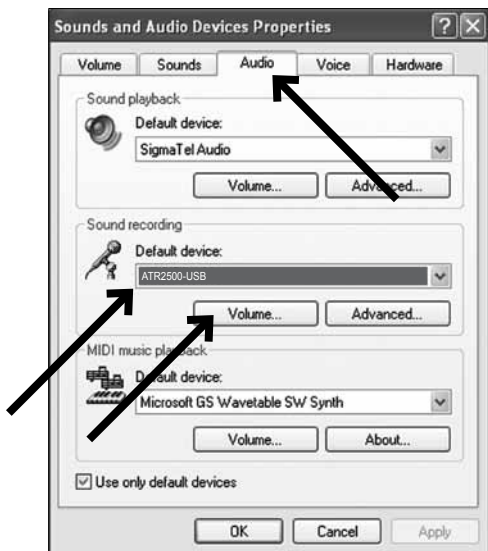 Sounds and Audio Devices Properties
Volume Sounds Audio Voice Hardware
Sound playback
Default device:
SigmaTel Audio
Volume... Advanced...
Sound recording
Default device:
ATR2500-USB
Volume... Advanced...
MIDI music playback
Default device:
Microsoft GS Wavetable SW Synth
Volume... About...
Use only default devices
OK Cancel Apply